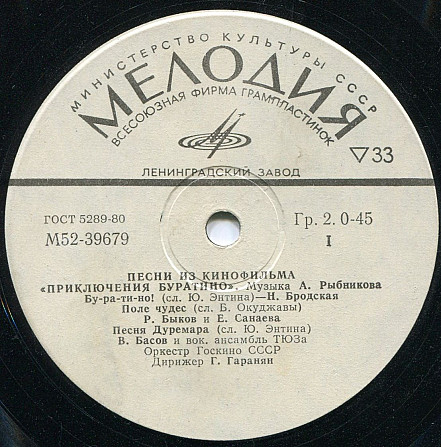 МИНИСТЕРСТВО КУЛЬТУРЫ СССР
МЕЛОДИЯ
ВСЕСОЮЗНАЯ ФИРМА ГРАМПЛАСТИНОК
ЛЕНИНГРАДСКИЙ ЗАВОД
▽33
ГОСТ 5289-80
Гр. 2. 0-45
М52-39679
I
ПЕСНИ ИЗ КИНОФИЛЬМА
«ПРИКЛЮЧЕНИЯ БУРАТИНО». Музыка А. Рыбникова
Бу-ра-ти-но! (сл. Ю. Энтина)—Н. Бродская
Поле чудес (сл. Б. Окуджавы)
Р. Быков и Е. Санаева
Песня Дуремара (сл. Ю. Энтина)
В. Басов и вок. ансамбль ТЮЗа
Оркестр Госкино СССР
Дирижер Г. Гаранян